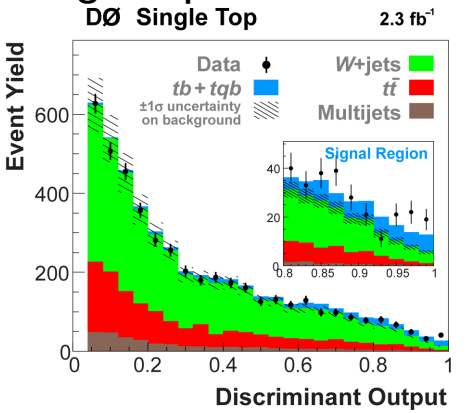 DØ Single Top 2.3 fb⁻¹
Event Yield
Data
tb + tqb
±1σ uncertainty
on background
W+jets
tt̄
Multijets
600
400
200
0
Signal Region
40
20
0
0.8 0.85 0.9 0.95 1
0 0.2 0.4 0.6 0.8 1
Discriminant Output